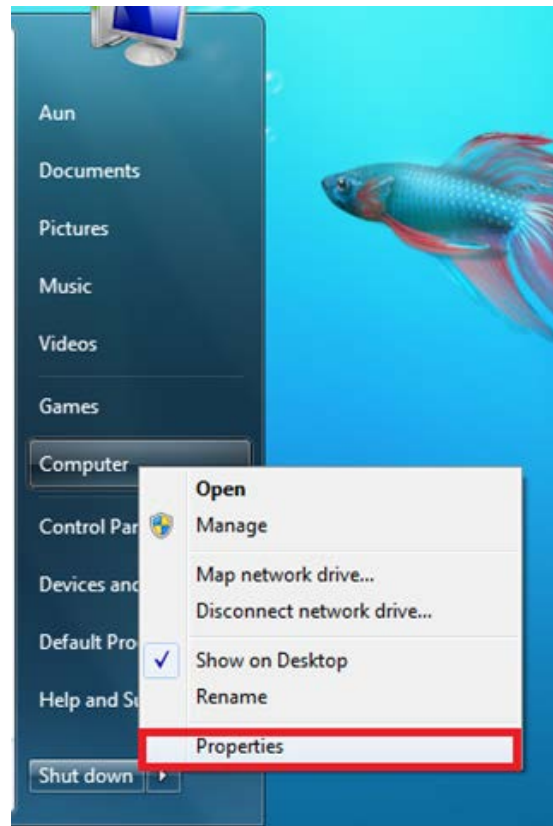 Aun
Documents
Pictures
Music
Videos
Games
Computer
Control Par
Devices and
Default Pro
Help and Su
Shut down
Open
Manage
Map network drive...
Disconnect network drive...
Show on Desktop
Rename
Properties